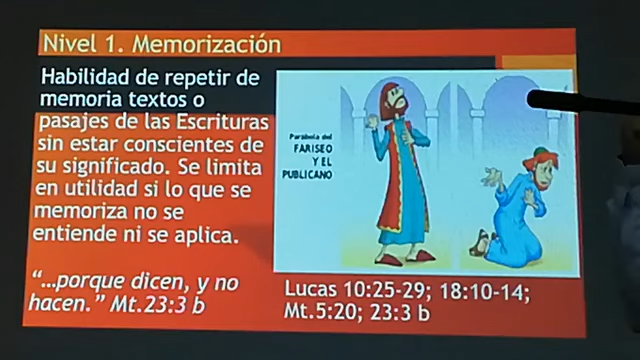 Nivel 1. Memorización
Habilidad de repetir de
memoria textos o
pasajes de las Escrituras
sin estar conscientes de
su significado. Se limita
en utilidad si lo que se
memoriza no se
entiende ni se aplica.
“…porque dicen, y no
hacen.” Mt.23:3 b
Parábola del
FARISEO
Y EL
PUBLICANO
Lucas 10:25-29; 18:10-14;
Mt.5:20; 23:3 b